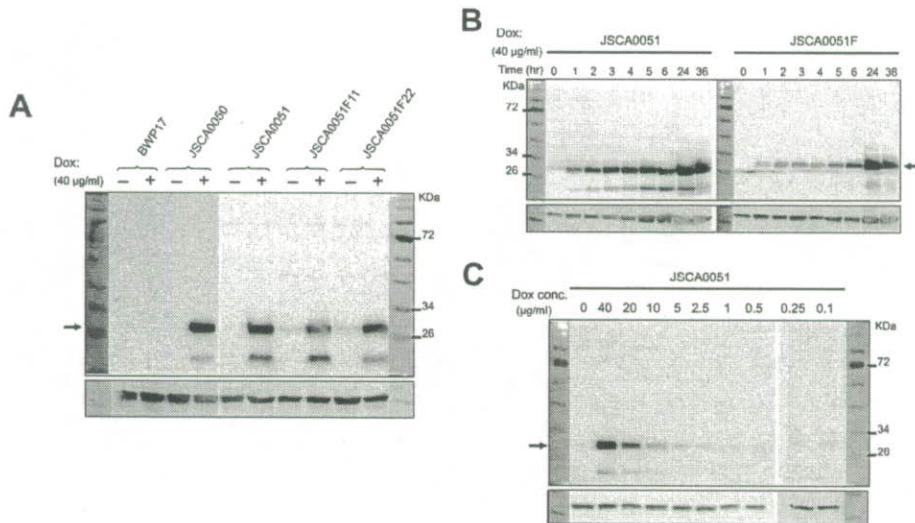 A
BWP17
JSCA0050
JSCA0051
JSCA0051F11
JSCA0051F22
Dox:
(40 µg/ml)
– + – + – + – + – +
KDa
72
34
26
B
Dox:
(40 µg/ml)
JSCA0051
JSCA0051F
Time (hr) 0 1 2 3 4 5 6 24 36 0 1 2 3 4 5 6 24 36
KDa
72
34
26
C
JSCA0051
Dox conc.
(µg/ml)
0 40 20 10 5 2.5 1 0.5 0.25 0.1
KDa
72
34
26